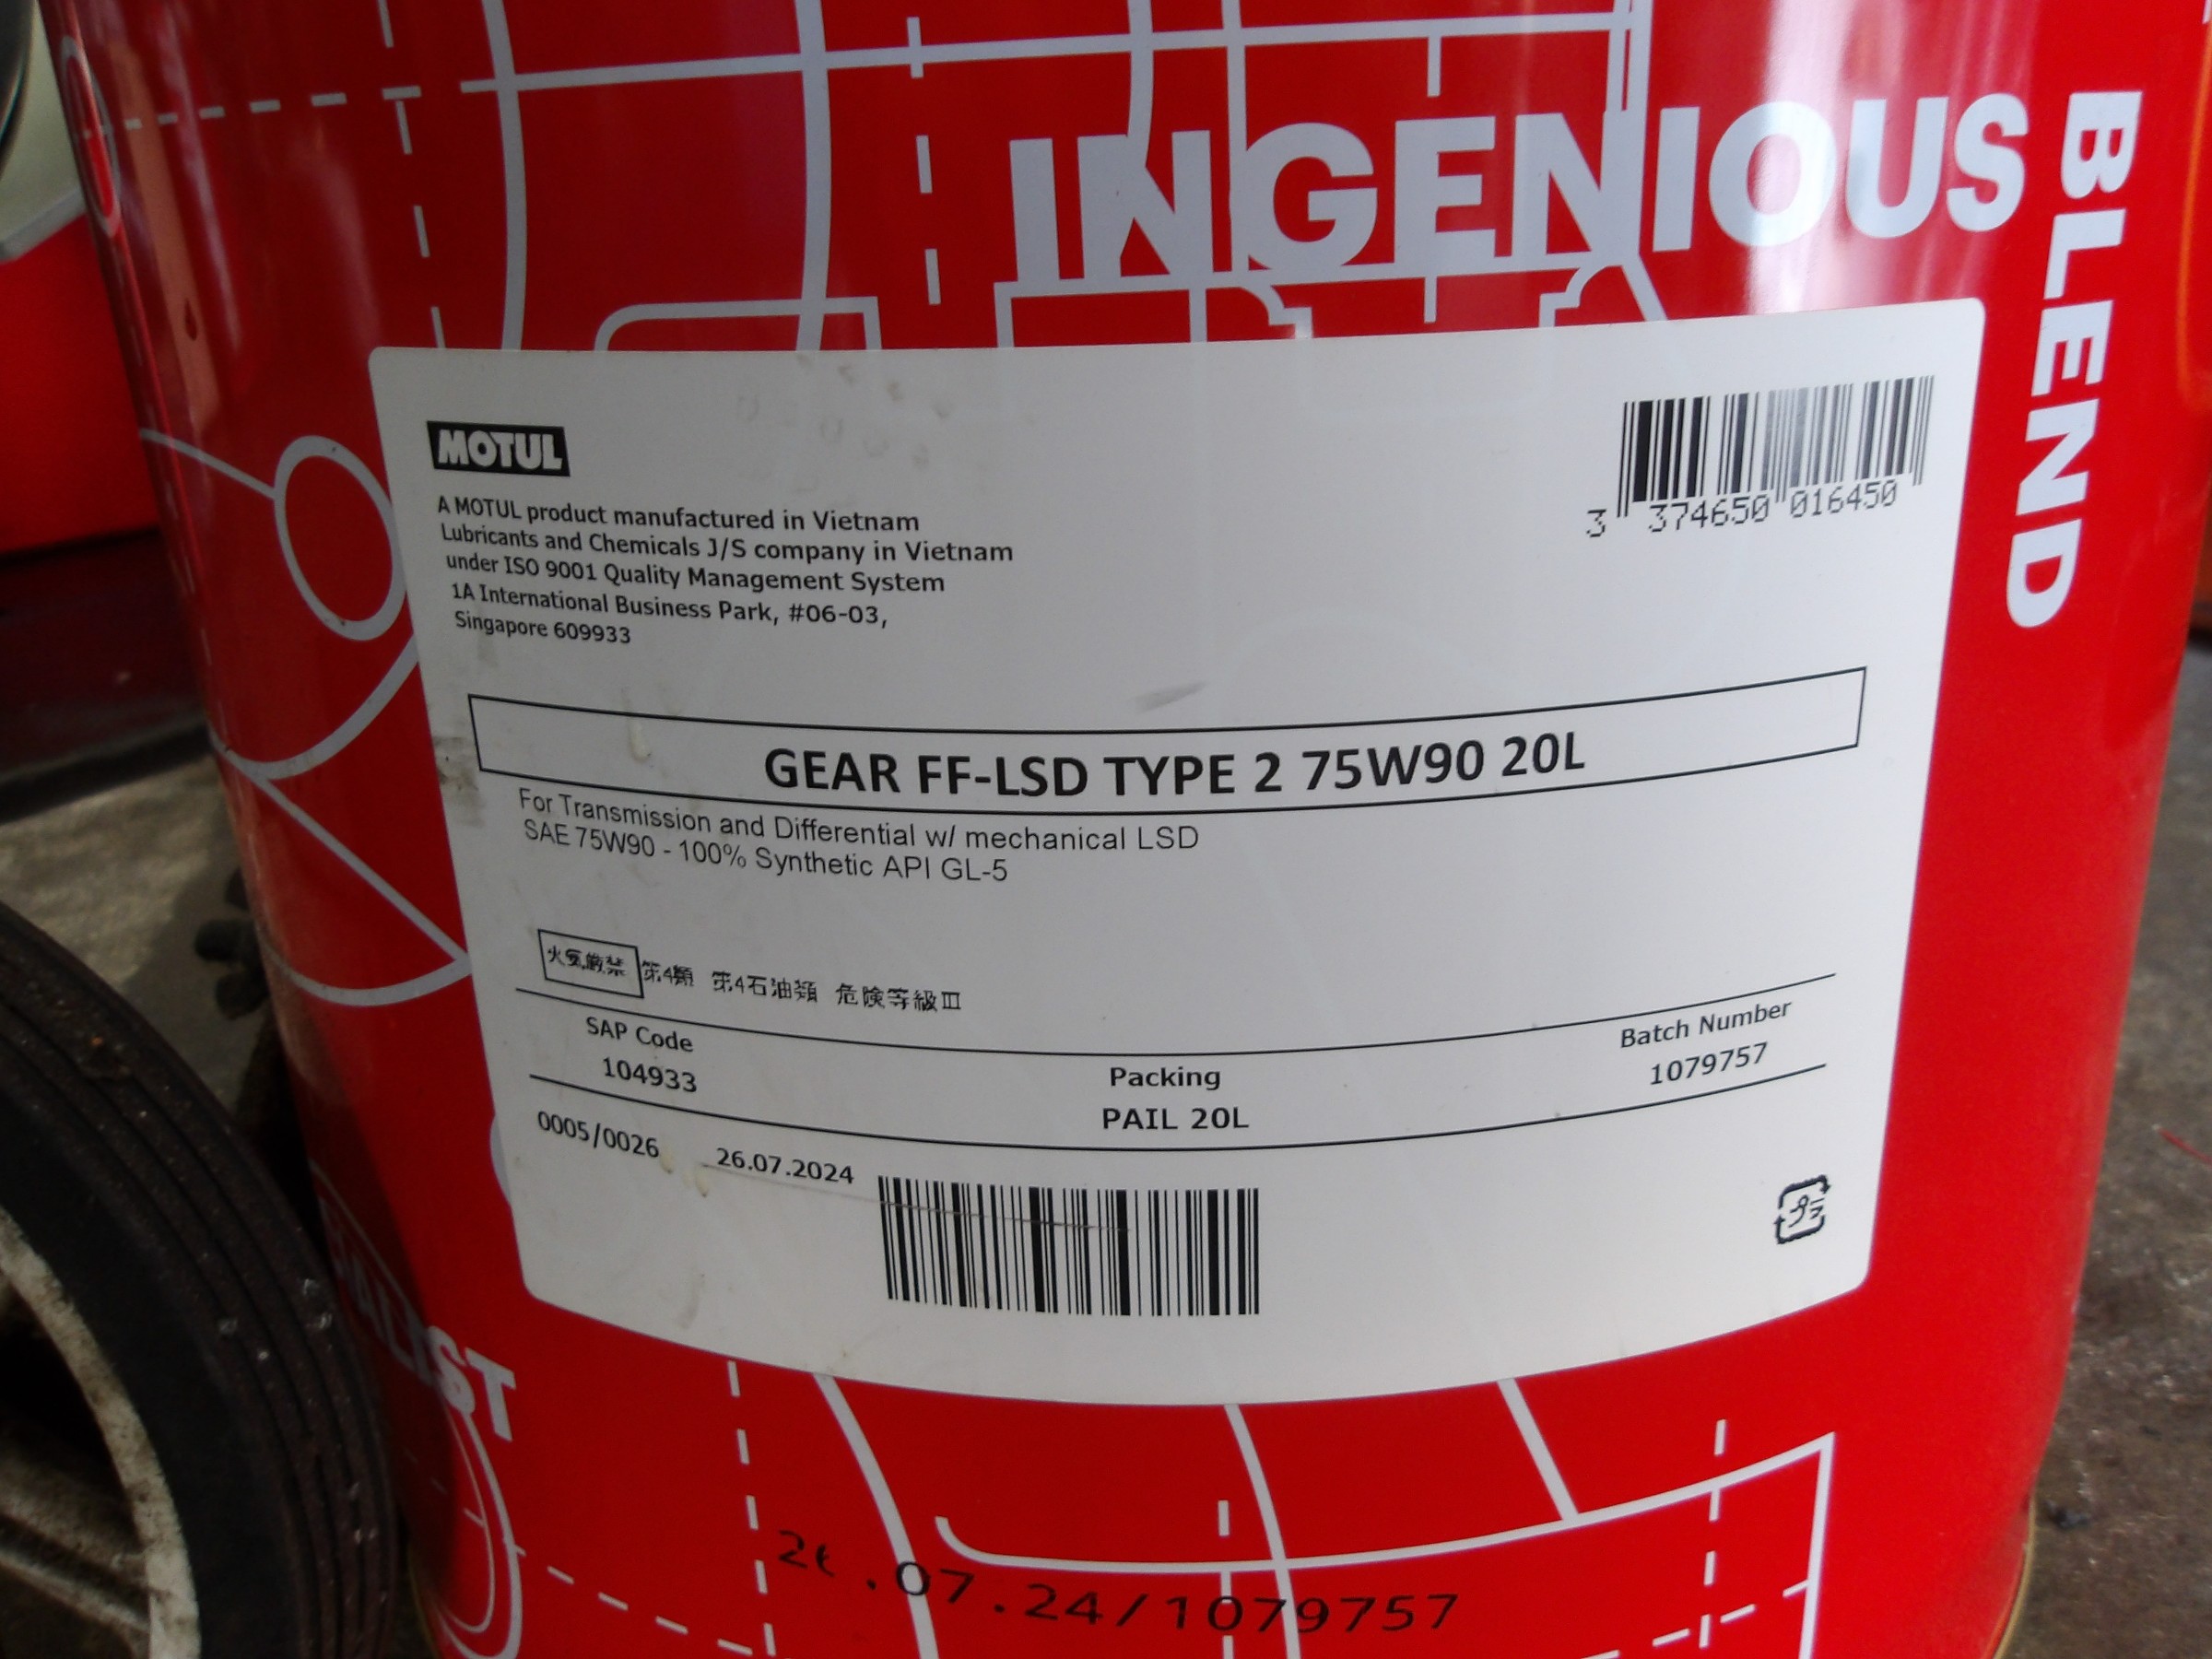 INGENIOUS
BLEND
MOTUL
A MOTUL product manufactured in Vietnam
Lubricants and Chemicals J/S company in Vietnam
under ISO 9001 Quality Management System
1A International Business Park, #06-03,
Singapore 609933
3 374650 016450
GEAR FF-LSD TYPE 2 75W90 20L
For Transmission and Differential w/ mechanical LSD
SAE 75W90 - 100% Synthetic API GL-5
火気厳禁 第4類 第4石油類 危険等級Ⅲ
SAP Code
104933
Packing
PAIL 20L
Batch Number
1079757
0005/0026 26.07.2024
プラ
26.07.24/1079757